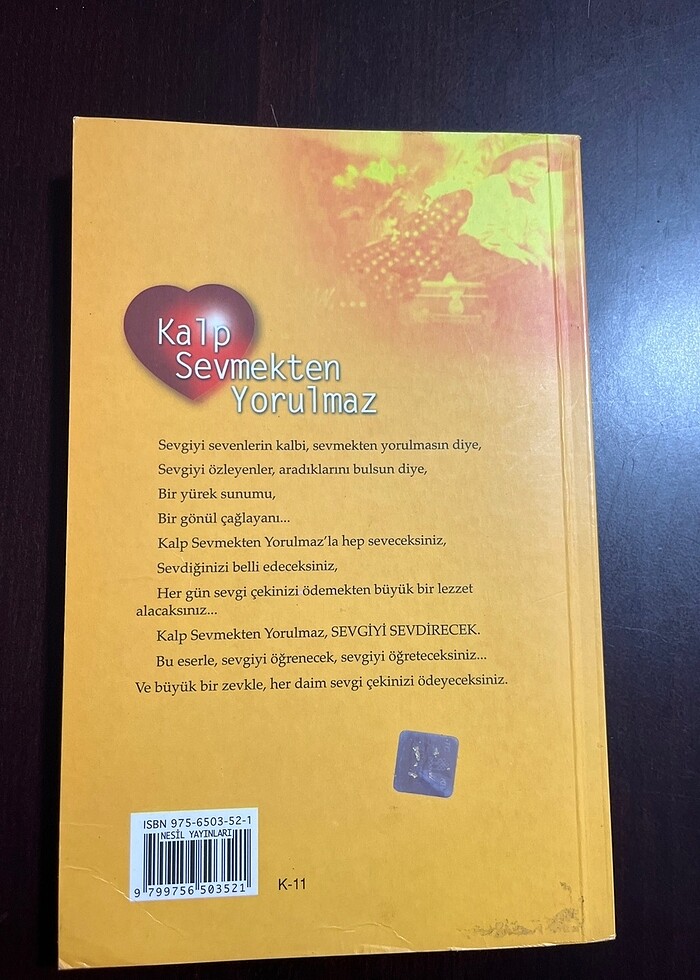 Kalp
Sevmekten
Yorulmaz
Sevgiyi sevenlerin kalbi, sevmekten yorulmasın diye,
Sevgiyi özleyenler, aradıklarını bulsun diye,
Bir yürek sunumu,
Bir gönül çağlayanı...
Kalp Sevmekten Yorulmaz'la hep seveceksiniz,
Sevdiğinizi belli edeceksiniz,
Her gün sevgi çekinizi ödemekten büyük bir lezzet
alacaksınız...
Kalp Sevmekten Yorulmaz, SEVGİYİ SEVDİRECEK.
Bu eserle, sevgiyi öğrenecek, sevgiyi öğreteceksiniz...
Ve büyük bir zevkle, her daim sevgi çekinizi ödeyeceksiniz.
ISBN 975-6503-52-1
NESİL YAYINLARI
9 799756 503521
K-11